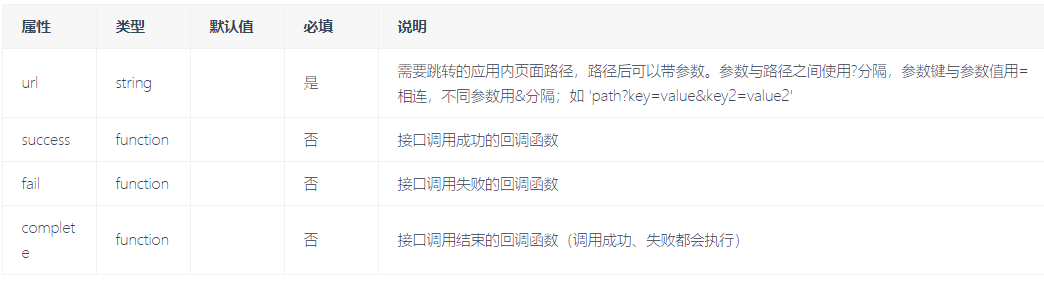 属性 类型 默认值 必填 说明
url string 是 需要跳转的应用内页面路径，路径后可以带参数。参数与路径之间使用?分隔，参数键与参数值用=
相连，不同参数用&分隔；如 'path?key=value&key2=value2'
success function 否 接口调用成功的回调函数
fail function 否 接口调用失败的回调函数
complet
e function 否 接口调用结束的回调函数（调用成功、失败都会执行）